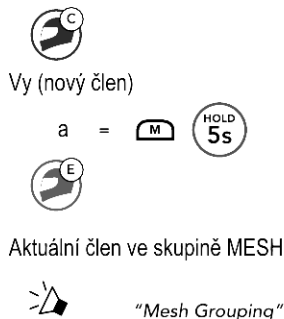 C
Vy (nový člen)
a = M HOLD 5s
E
Aktuální člen ve skupině MESH
"Mesh Grouping"